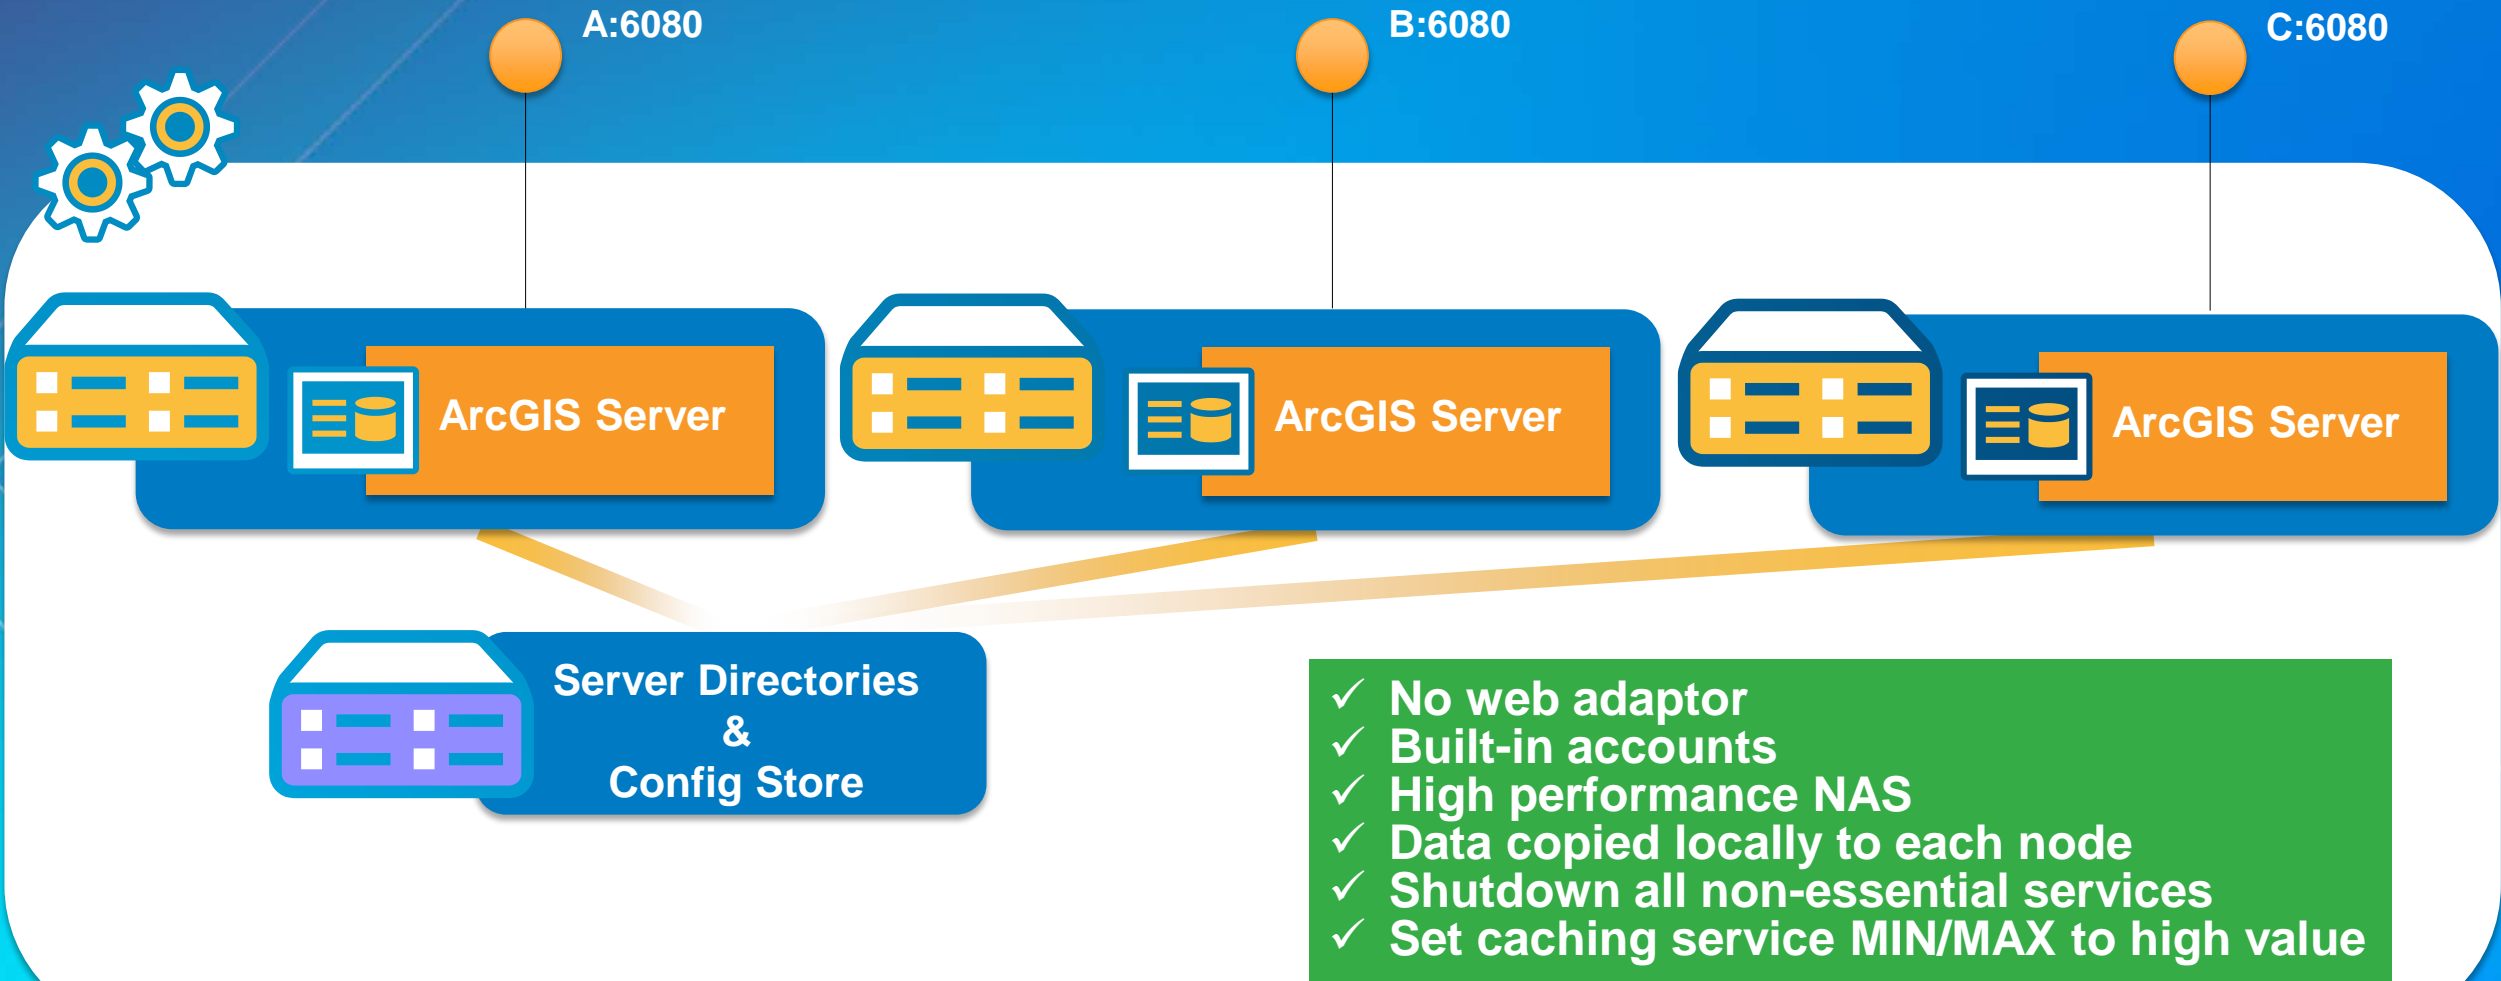 A:6080
B:6080
C:6080
ArcGIS Server
ArcGIS Server
ArcGIS Server
Server Directories
&
Config Store
✓ No web adaptor
✓ Built-in accounts
✓ High performance NAS
✓ Data copied locally to each node
✓ Shutdown all non-essential services
✓ Set caching service MIN/MAX to high value